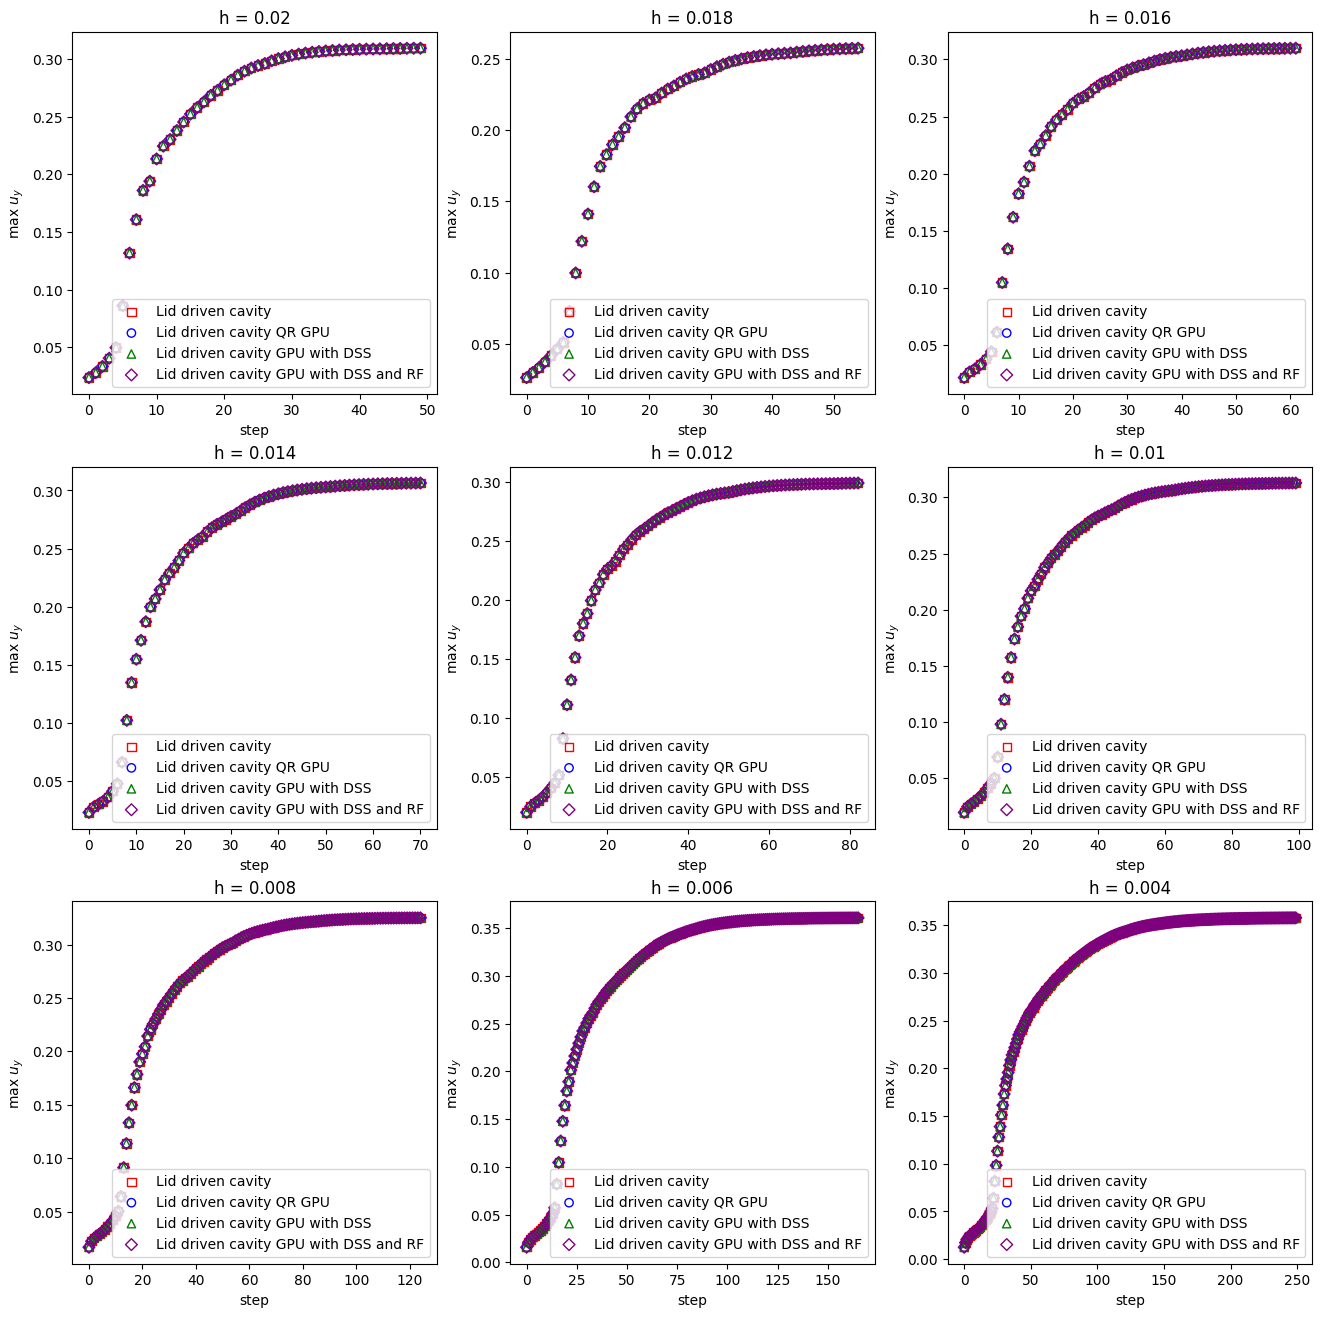 h = 0.02
h = 0.018
h = 0.016
max u_y
0.30
0.25
0.20
0.15
0.10
0.05
Lid driven cavity
Lid driven cavity QR GPU
Lid driven cavity GPU with DSS
Lid driven cavity GPU with DSS and RF
0 10 20 30 40 50
step
max u_y
0.25
0.20
0.15
0.10
0.05
Lid driven cavity
Lid driven cavity QR GPU
Lid driven cavity GPU with DSS
Lid driven cavity GPU with DSS and RF
0 10 20 30 40 50
step
max u_y
0.30
0.25
0.20
0.15
0.10
0.05
Lid driven cavity
Lid driven cavity QR GPU
Lid driven cavity GPU with DSS
Lid driven cavity GPU with DSS and RF
0 10 20 30 40 50 60
step
h = 0.014
h = 0.012
h = 0.01
max u_y
0.30
0.25
0.20
0.15
0.10
0.05
Lid driven cavity
Lid driven cavity QR GPU
Lid driven cavity GPU with DSS
Lid driven cavity GPU with DSS and RF
0 10 20 30 40 50 60 70
step
max u_y
0.30
0.25
0.20
0.15
0.10
0.05
Lid driven cavity
Lid driven cavity QR GPU
Lid driven cavity GPU with DSS
Lid driven cavity GPU with DSS and RF
0 20 40 60 80
step
max u_y
0.30
0.25
0.20
0.15
0.10
0.05
Lid driven cavity
Lid driven cavity QR GPU
Lid driven cavity GPU with DSS
Lid driven cavity GPU with DSS and RF
0 20 40 60 80 100
step
h = 0.008
h = 0.006
h = 0.004
max u_y
0.30
0.25
0.20
0.15
0.10
0.05
Lid driven cavity
Lid driven cavity QR GPU
Lid driven cavity GPU with DSS
Lid driven cavity GPU with DSS and RF
0 20 40 60 80 100 120
step
max u_y
0.35
0.30
0.25
0.20
0.15
0.10
0.05
0.00
Lid driven cavity
Lid driven cavity QR GPU
Lid driven cavity GPU with DSS
Lid driven cavity GPU with DSS and RF
0 25 50 75 100 125 150
step
max u_y
0.35
0.30
0.25
0.20
0.15
0.10
0.05
0.00
Lid driven cavity
Lid driven cavity QR GPU
Lid driven cavity GPU with DSS
Lid driven cavity GPU with DSS and RF
0 50 100 150 200 250
step